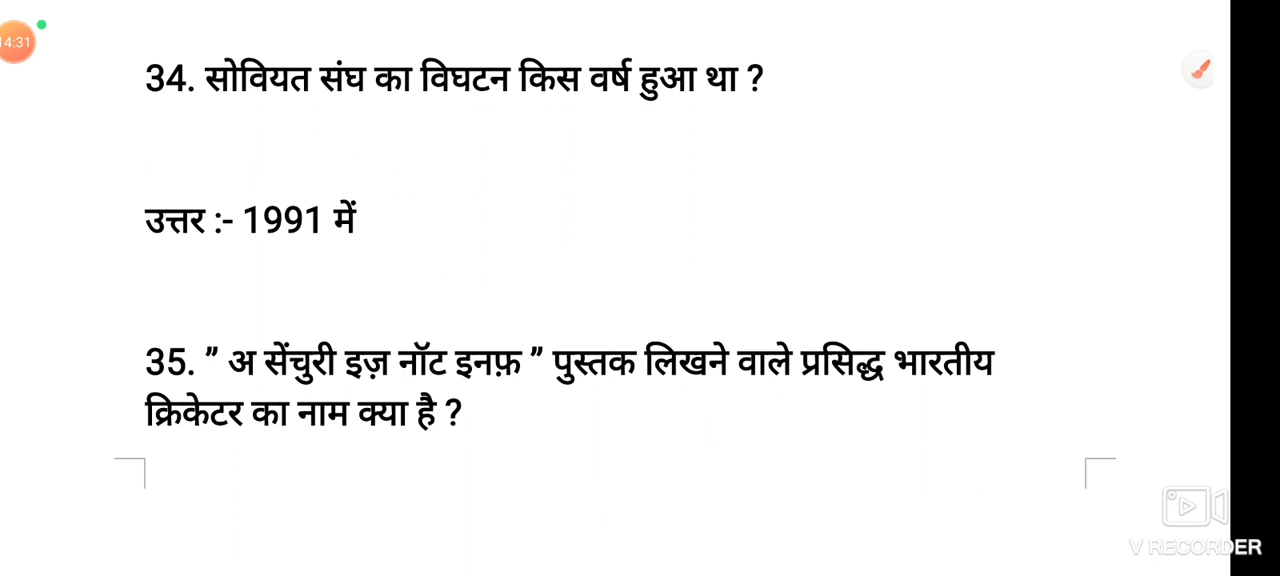 14:31
34. सोवियत संघ का विघटन किस वर्ष हुआ था ?
उत्तर :- 1991 में
35. ” अ सेंचुरी इज़ नॉट इनफ़ ” पुस्तक लिखने वाले प्रसिद्ध भारतीय
क्रिकेटर का नाम क्या है ?
V RECORDER